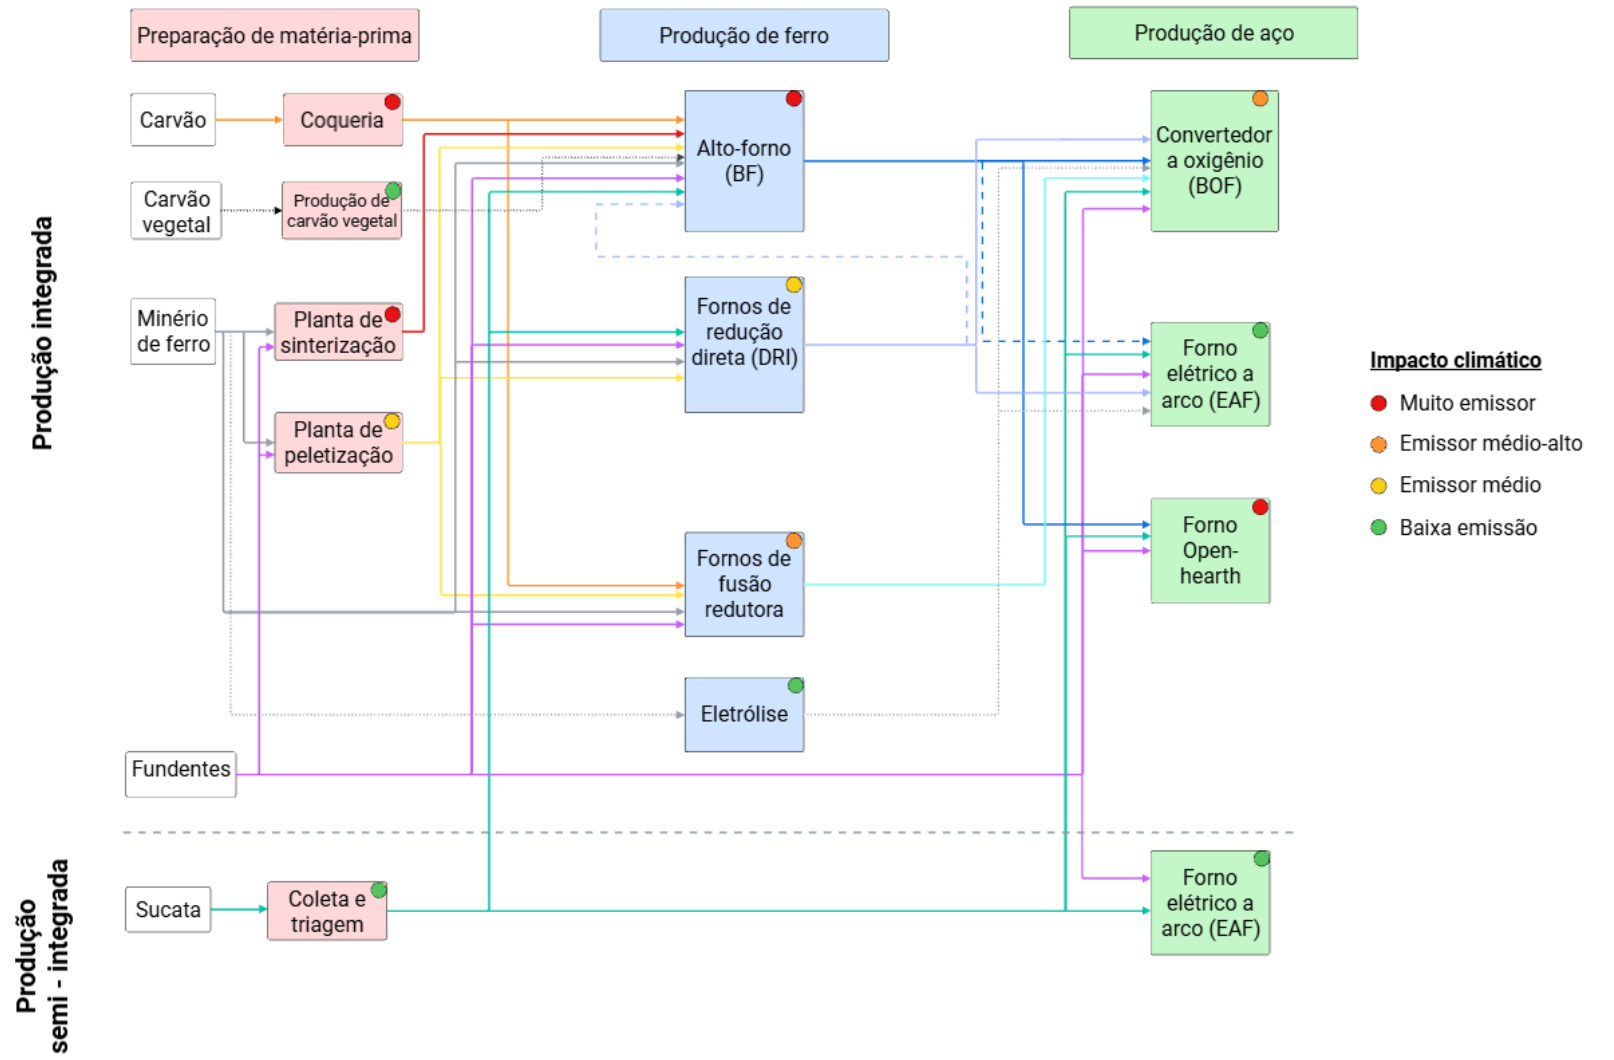 Preparação de matéria-prima
Produção de ferro
Produção de aço
Produção integrada
Carvão
Coqueria
Carvão
vegetal
Produção de
carvão vegetal
Minério
de ferro
Planta de
sinterização
Planta de
peletização
Fundentes
Alto-forno
(BF)
Fornos de
redução
direta (DRI)
Fornos de
fusão
redutora
Eletrólise
Convertedor
a oxigênio
(BOF)
Forno
elétrico a
arco (EAF)
Forno
Open-
hearth
Impacto climático
Muito emissor
Emissor médio-alto
Emissor médio
Baixa emissão
Produção
semi - integrada
Sucata
Coleta e
triagem
Forno
elétrico a
arco (EAF)